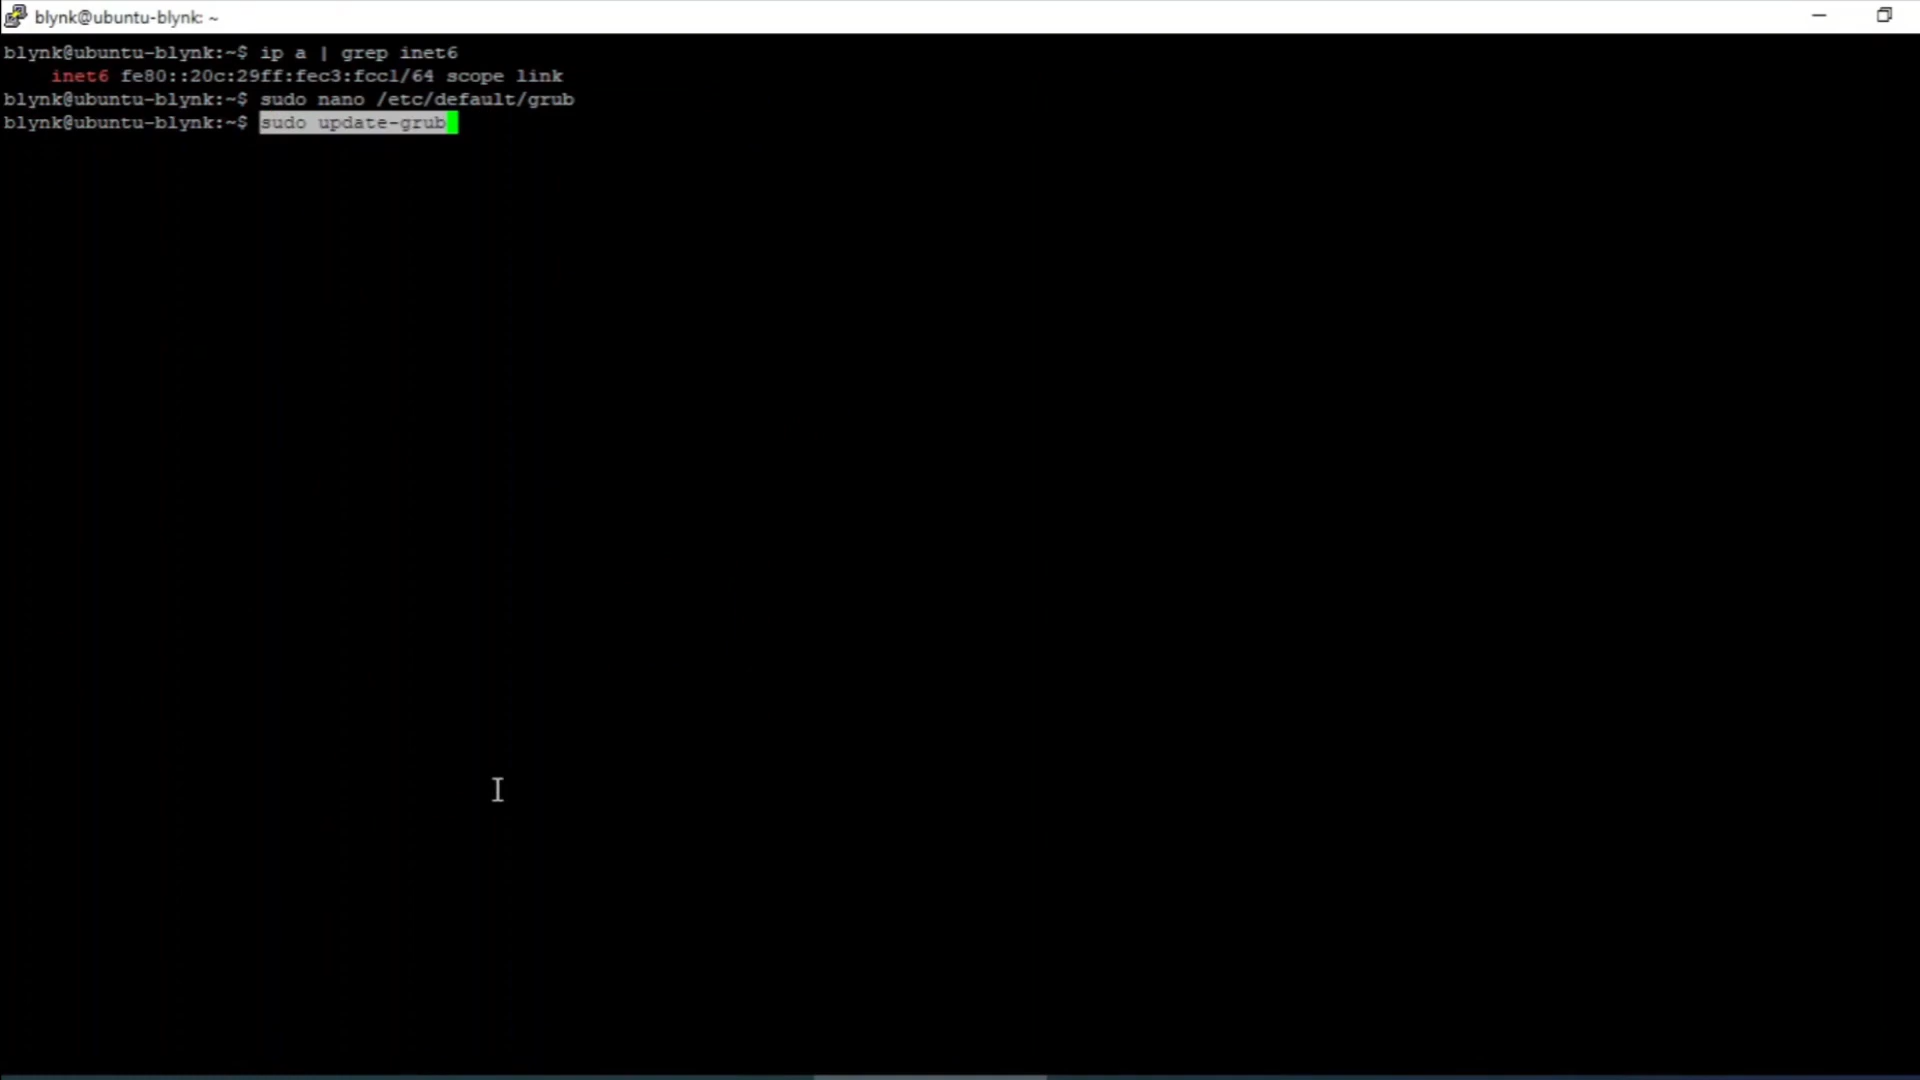 blynk@ubuntu-blynk: ~
blynk@ubuntu-blynk:~$ ip a | grep inet6
inet6 fe80::20c:29ff:fec3:fcc1/64 scope link
blynk@ubuntu-blynk:~$ sudo nano /etc/default/grub
blynk@ubuntu-blynk:~$ sudo update-grub